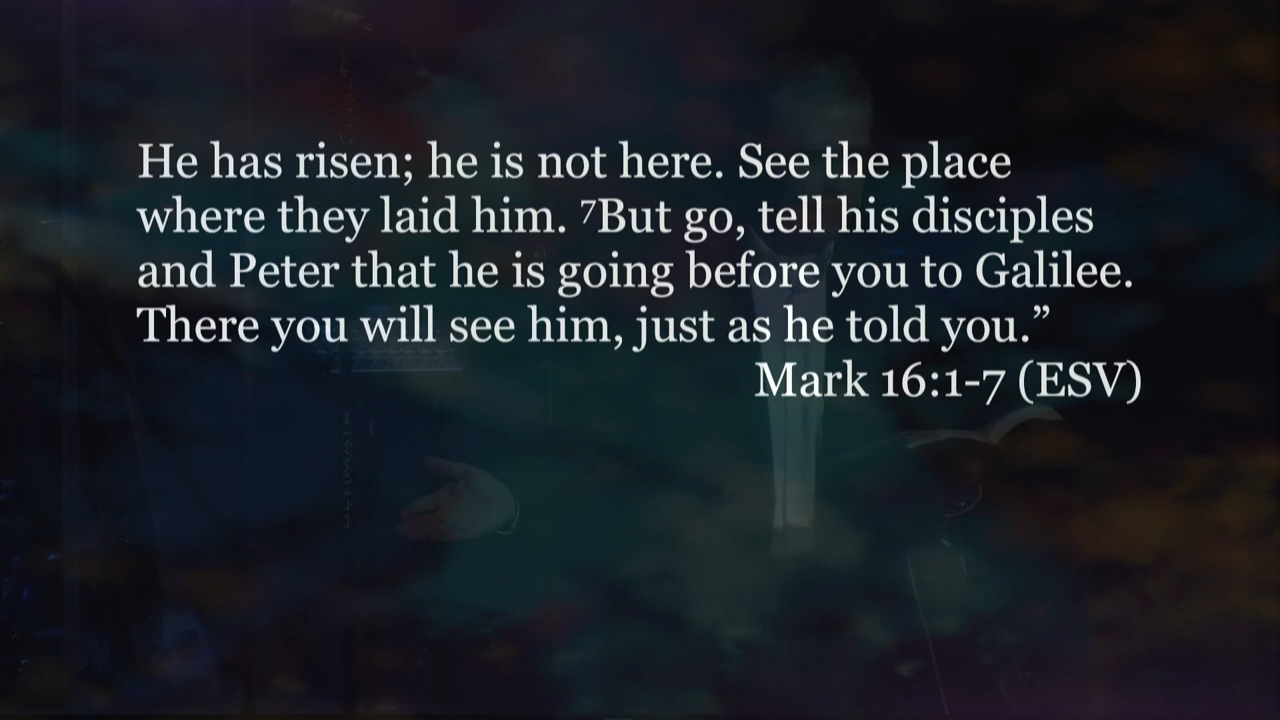 He has risen; he is not here. See the place
where they laid him. ⁷But go, tell his disciples
and Peter that he is going before you to Galilee.
There you will see him, just as he told you.”
Mark 16:1-7 (ESV)